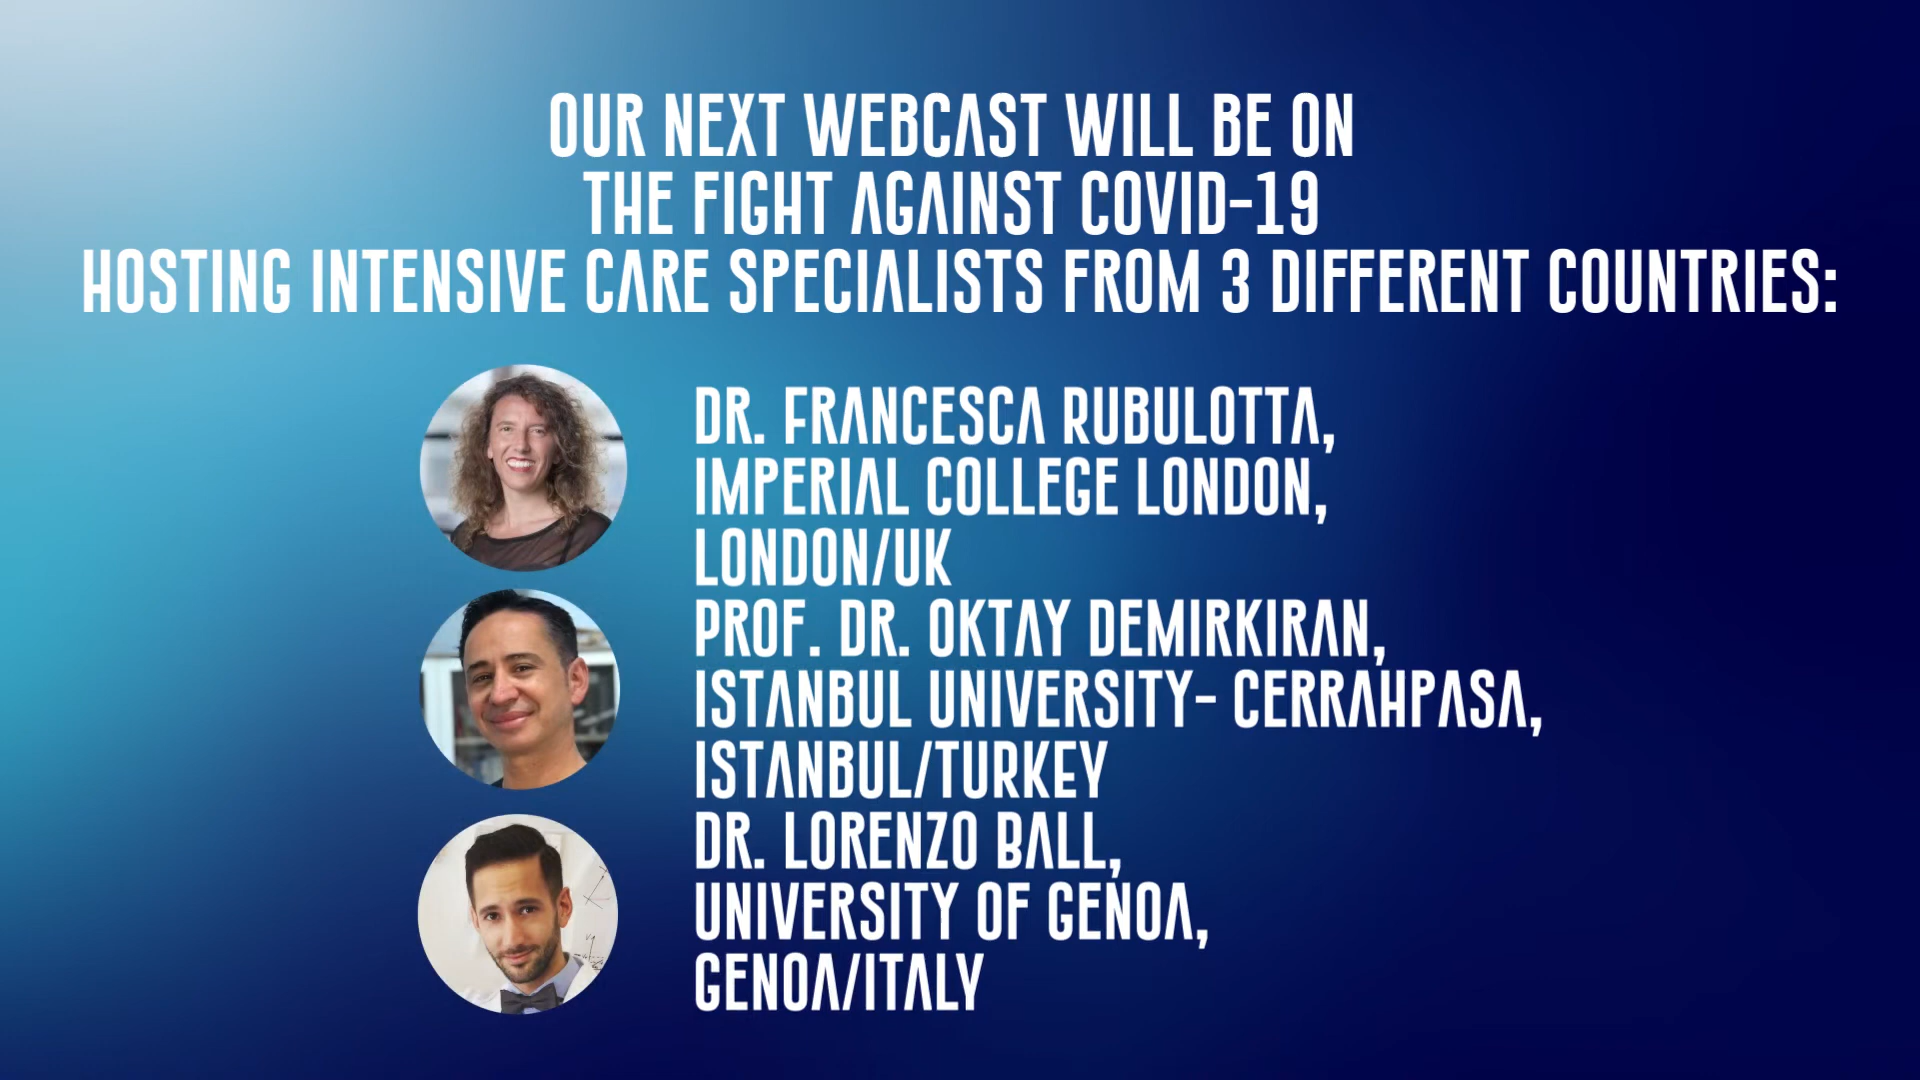 OUR NEXT WEBCAST WILL BE ON
THE FIGHT AGAINST COVID-19
HOSTING INTENSIVE CARE SPECIALISTS FROM 3 DIFFERENT COUNTRIES:
DR. FRANCESCA RUBULOTTA,
IMPERIAL COLLEGE LONDON,
LONDON/UK
PROF. DR. OKTAY DEMIRKIRAN,
ISTANBUL UNIVERSITY- CERRAHPASA,
ISTANBUL/TURKEY
DR. LORENZO BALL,
UNIVERSITY OF GENOA,
GENOA/ITALY